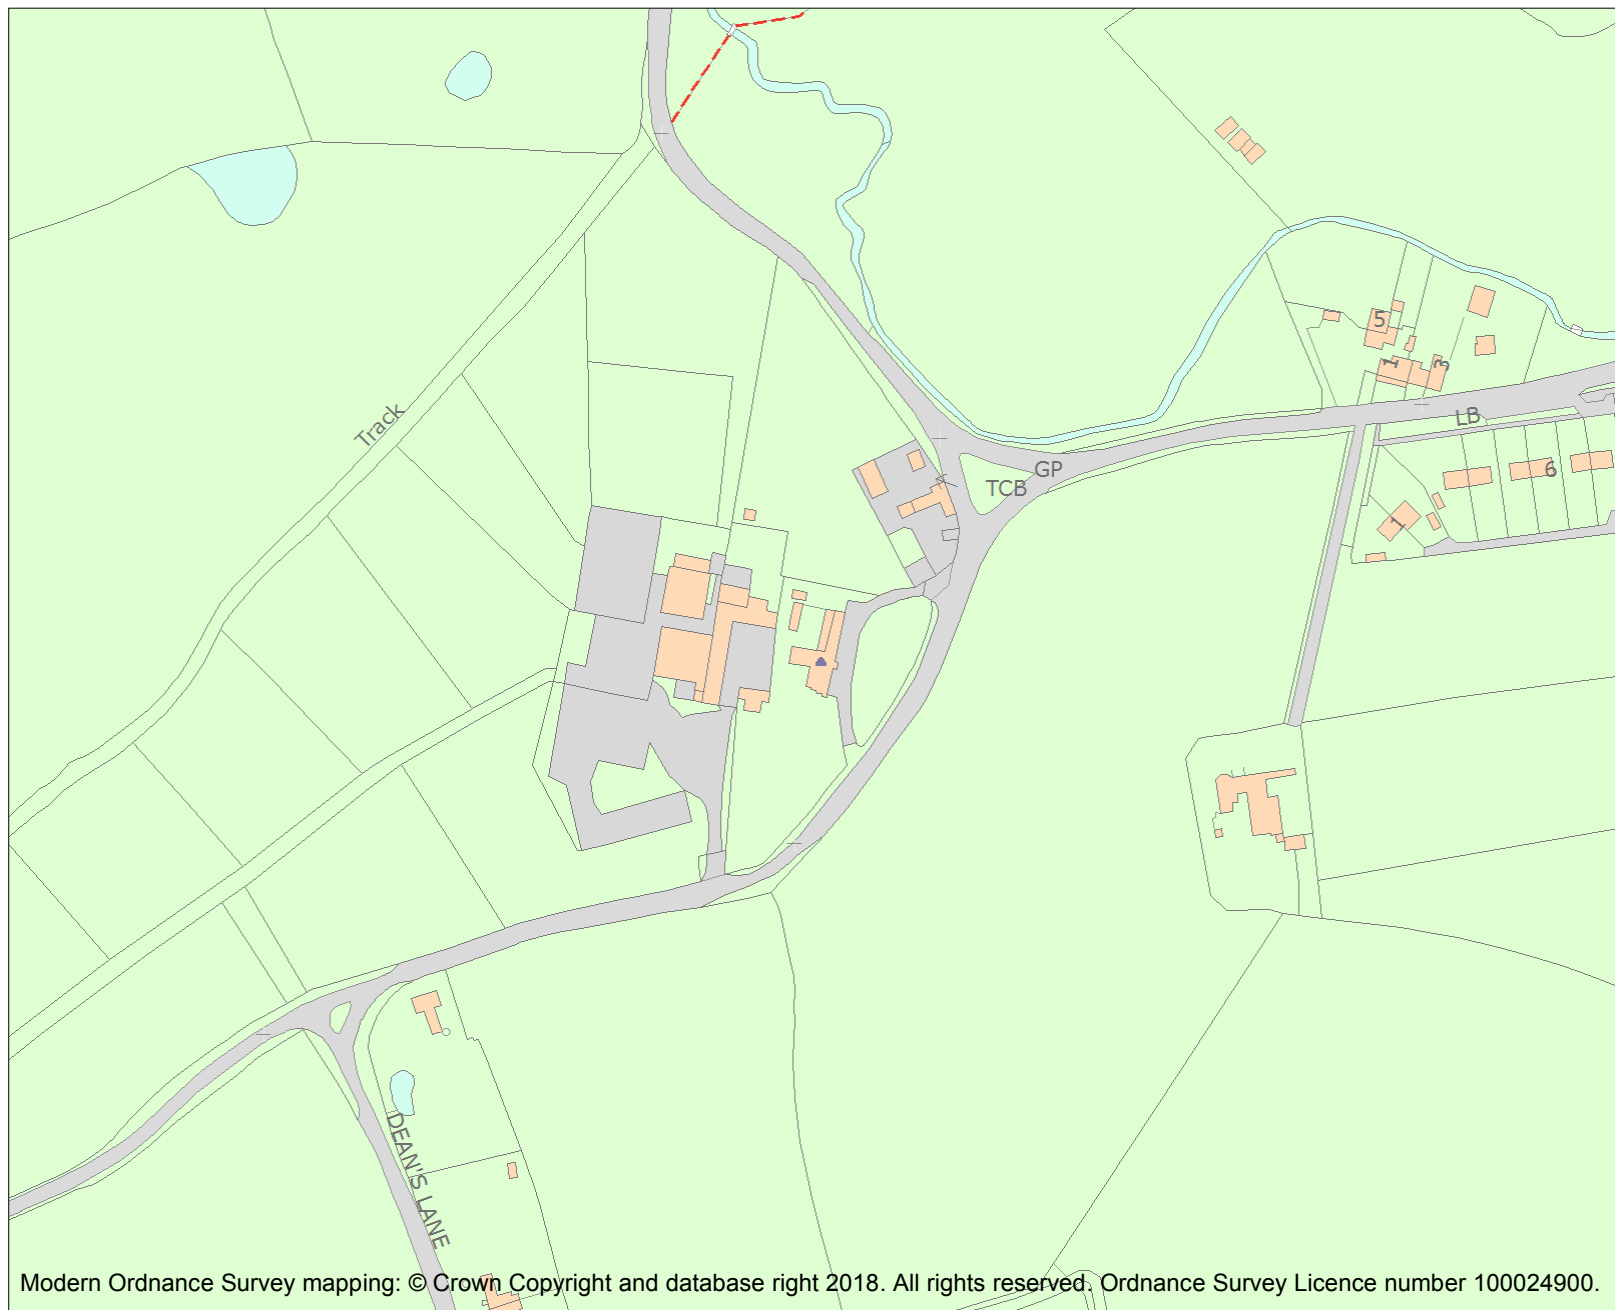 5
1
3
Track
LB
GP
TCB
6
1
DEAN'S LANE
Modern Ordnance Survey mapping: © Crown Copyright and database right 2018. All rights reserved. Ordnance Survey Licence number 100024900.